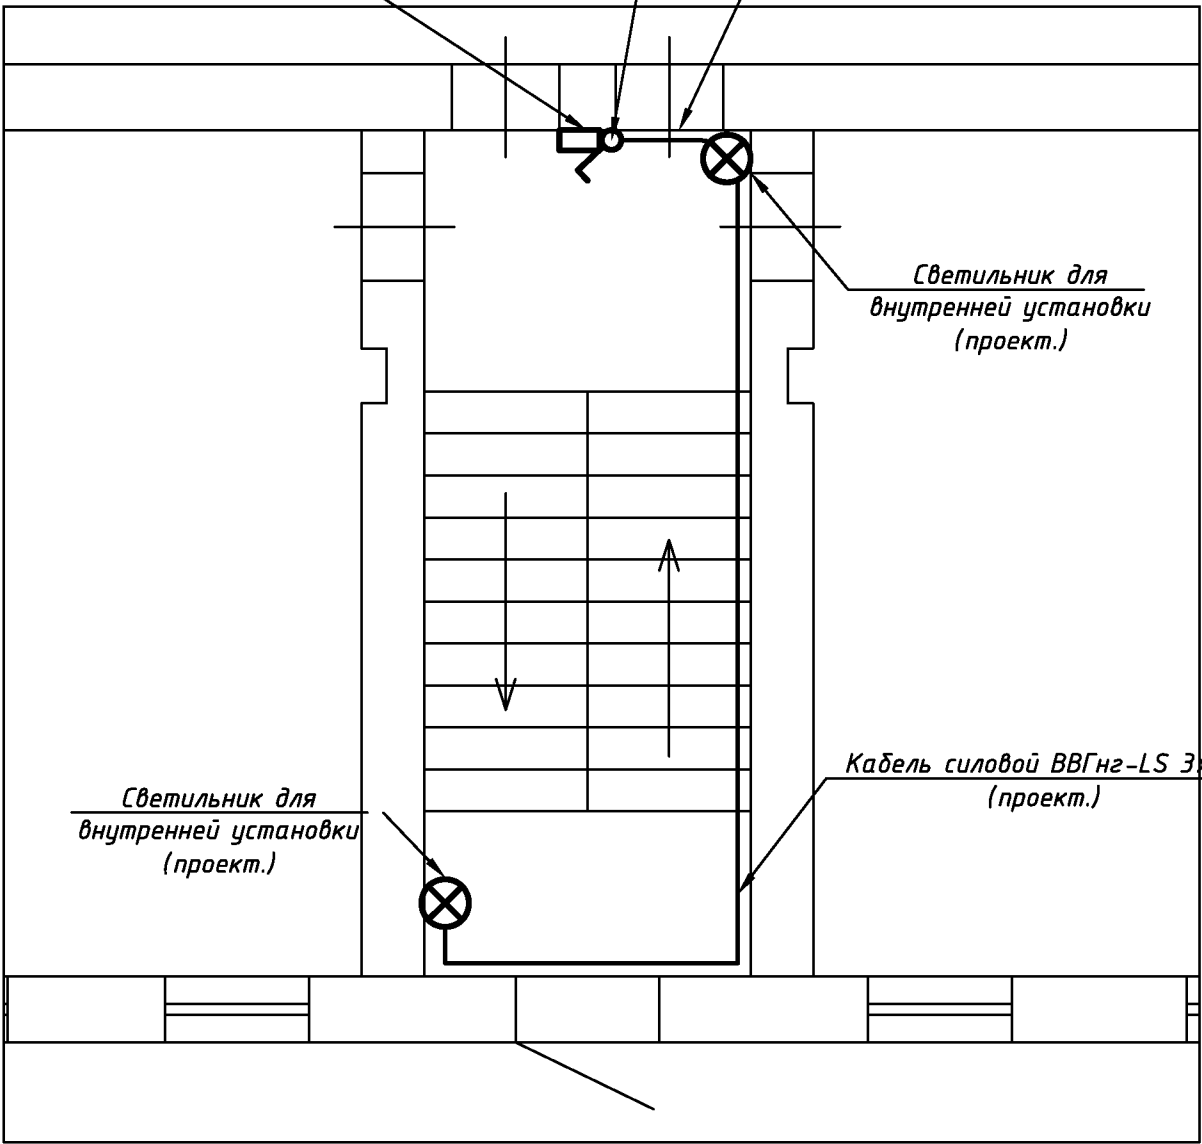 Светильник для
внутренней установки
(проект.)
Кабель силовой ВВГнг-LS
(проект.)
Светильник для
внутренней установки
(проект.)